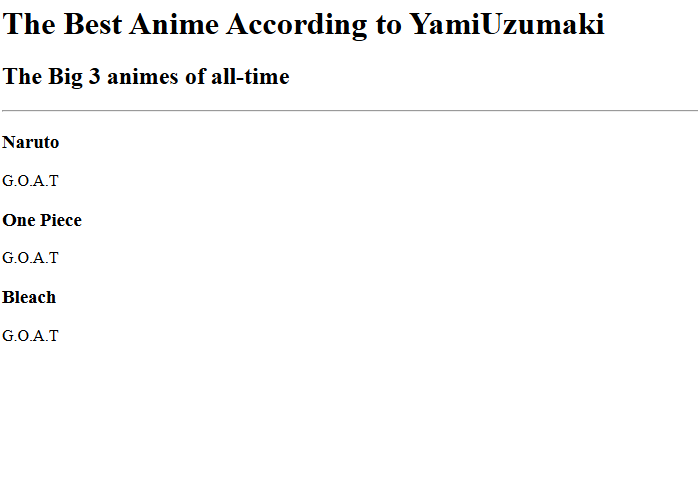 The Best Anime According to YamiUzumaki
The Big 3 animes of all-time
Naruto
G.O.A.T
One Piece
G.O.A.T
Bleach
G.O.A.T